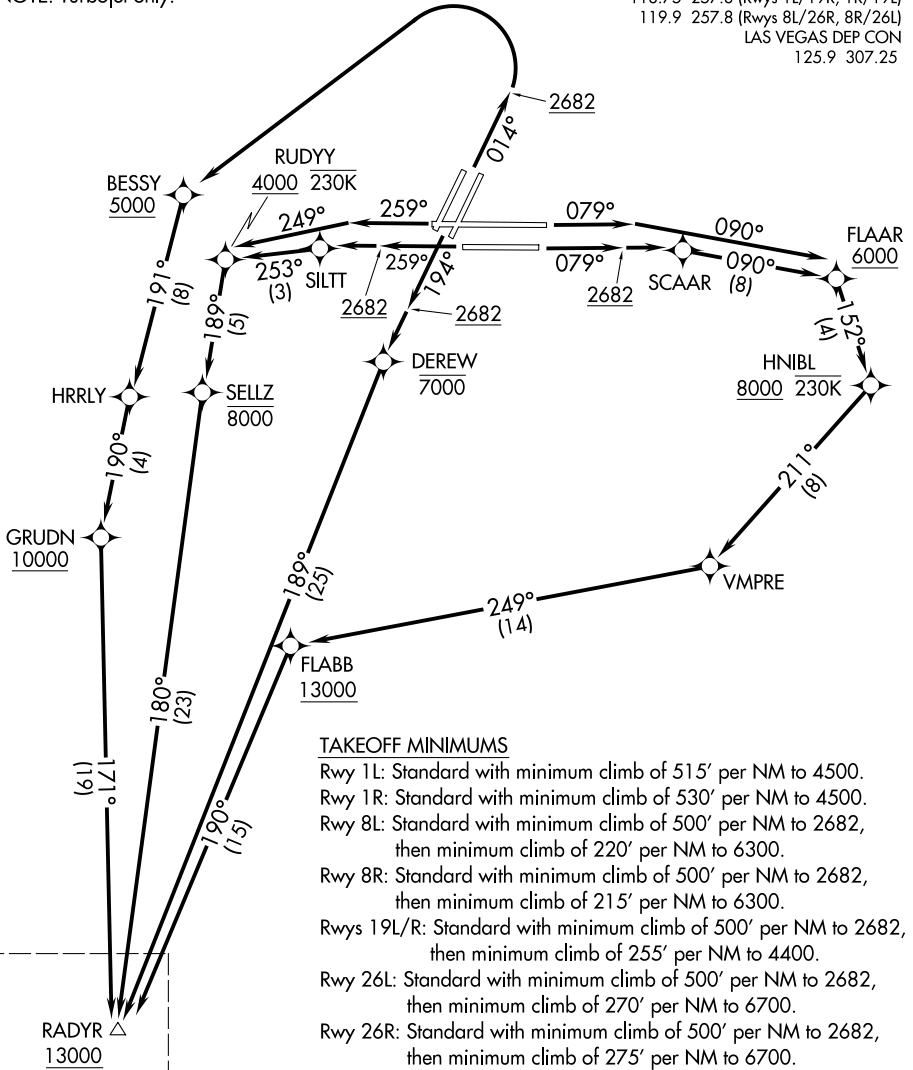 NOTE: Turbojet only.
118.75 257.8 (Rwys 1L/19R, 1R/19L)
119.9 257.8 (Rwys 8L/26R, 8R/26L)
LAS VEGAS DEP CON
125.9 307.25
2682
014°
RUDYY
4000 230K
BESSY
5000
249°
259°
079°
090°
FLAAR
6000
253°
(3)
SILTT
259°
194°
079°
SCAAR
090°
(8)
2682
2682
2682
191°
(8)
189°
(5)
152°
(4)
DEREW
7000
HNIBL
8000 230K
HRRLY
SELLZ
8000
190°
(4)
211°
(8)
GRUDN
10000
VMPRE
189°
(25)
249°
(14)
FLABB
13000
180°
(23)
171°
(19)
190°
(15)
TAKEOFF MINIMUMS
Rwy 1L: Standard with minimum climb of 515' per NM to 4500.
Rwy 1R: Standard with minimum climb of 530' per NM to 4500.
Rwy 8L: Standard with minimum climb of 500' per NM to 2682,
then minimum climb of 220' per NM to 6300.
Rwy 8R: Standard with minimum climb of 500' per NM to 2682,
then minimum climb of 215' per NM to 6300.
Rwys 19L/R: Standard with minimum climb of 500' per NM to 2682,
then minimum climb of 255' per NM to 4400.
Rwy 26L: Standard with minimum climb of 500' per NM to 2682,
then minimum climb of 270' per NM to 6700.
Rwy 26R: Standard with minimum climb of 500' per NM to 2682,
then minimum climb of 275' per NM to 6700.
RADYR
13000